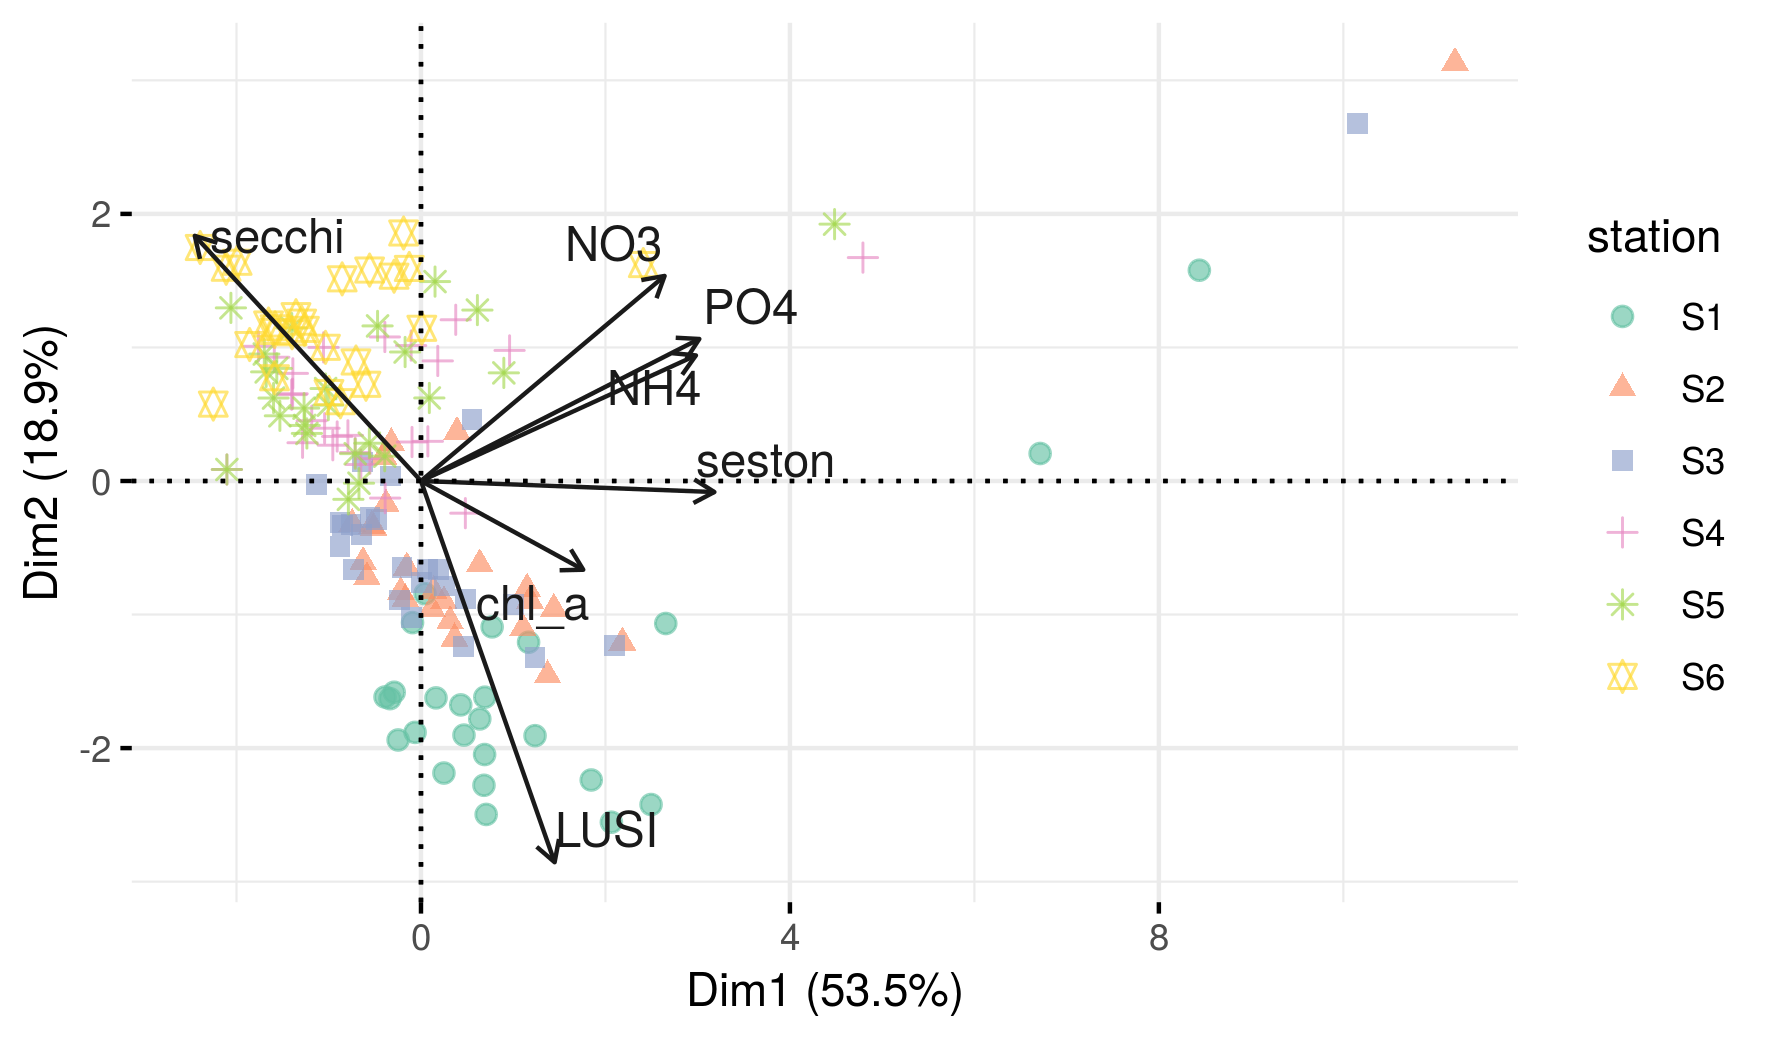 secchi
NO3
PO4
NH4
seston
chl_a
LUSI
2
0
-2
0
4
8
Dim1 (53.5%)
Dim2 (18.9%)
station
S1
S2
S3
S4
S5
S6